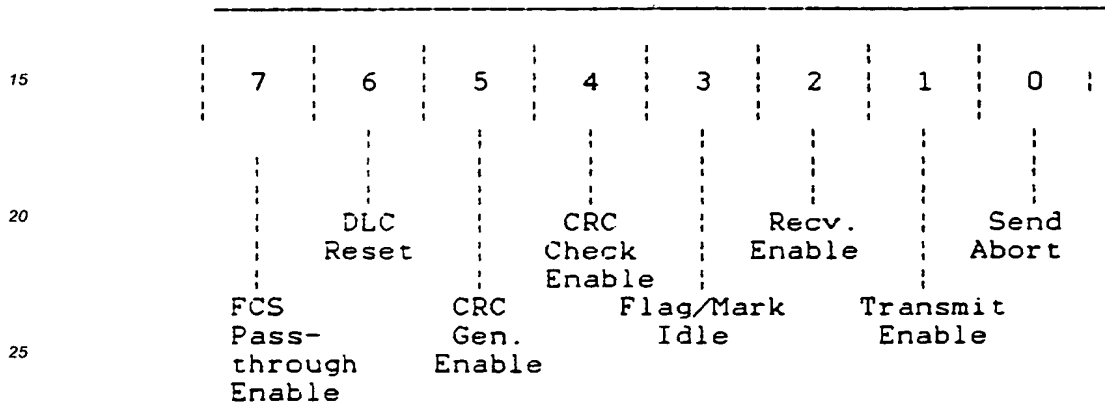 15 7 6 5 4 3 2 1 0
20 DLC CRC Recv. Send
Reset Check Enable Abort
Enable
FCS CRC Flag/Mark Transmit
Pass- Gen. Idle Enable
25 through Enable
Enable